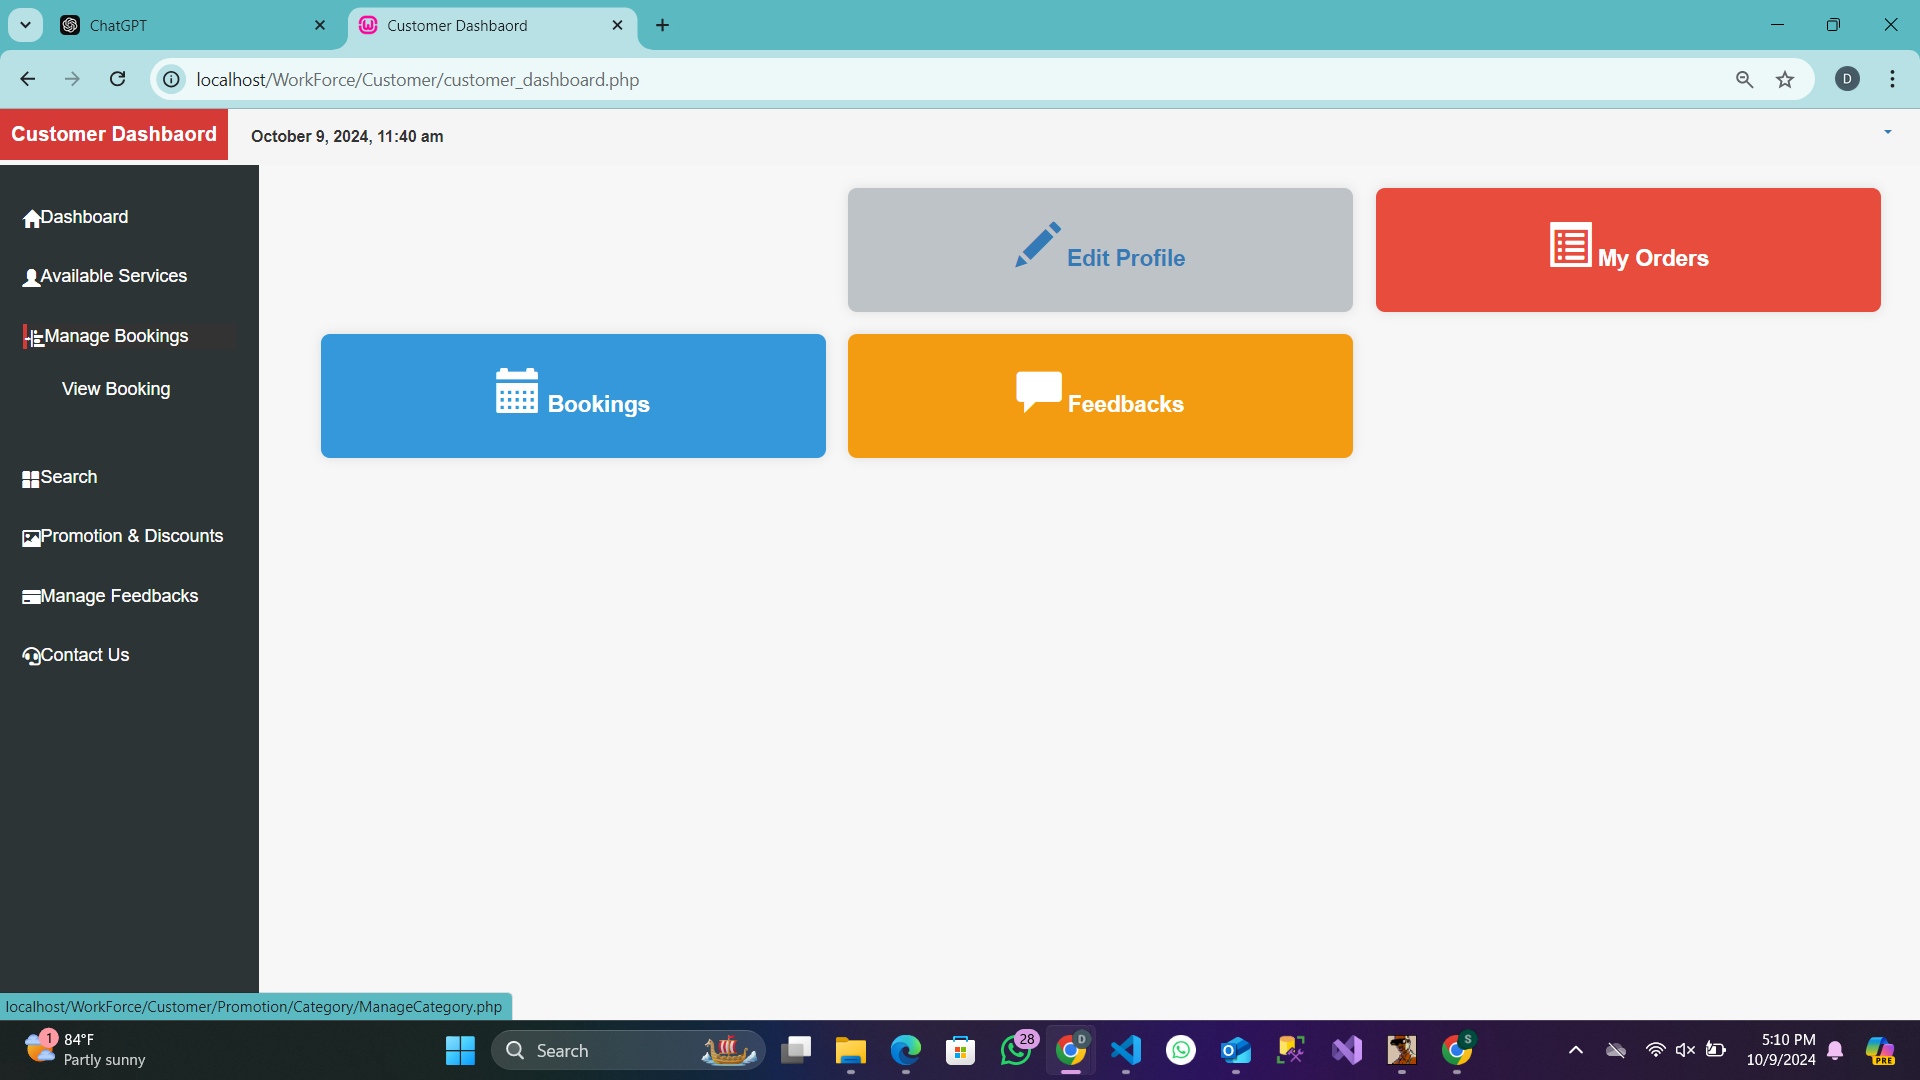 ChatGPT
Customer Dashbaord
localhost/WorkForce/Customer/customer_dashboard.php
D
Customer Dashbaord
October 9, 2024, 11:40 am
Dashboard
Available Services
Manage Bookings
View Booking
Search
Promotion & Discounts
Manage Feedbacks
Contact Us
Edit Profile
My Orders
Bookings
Feedbacks
localhost/WorkForce/Customer/Promotion/Category/ManageCategory.php
1
84°F
Partly sunny
Search
28
D
S
5:10 PM
10/9/2024
PRE